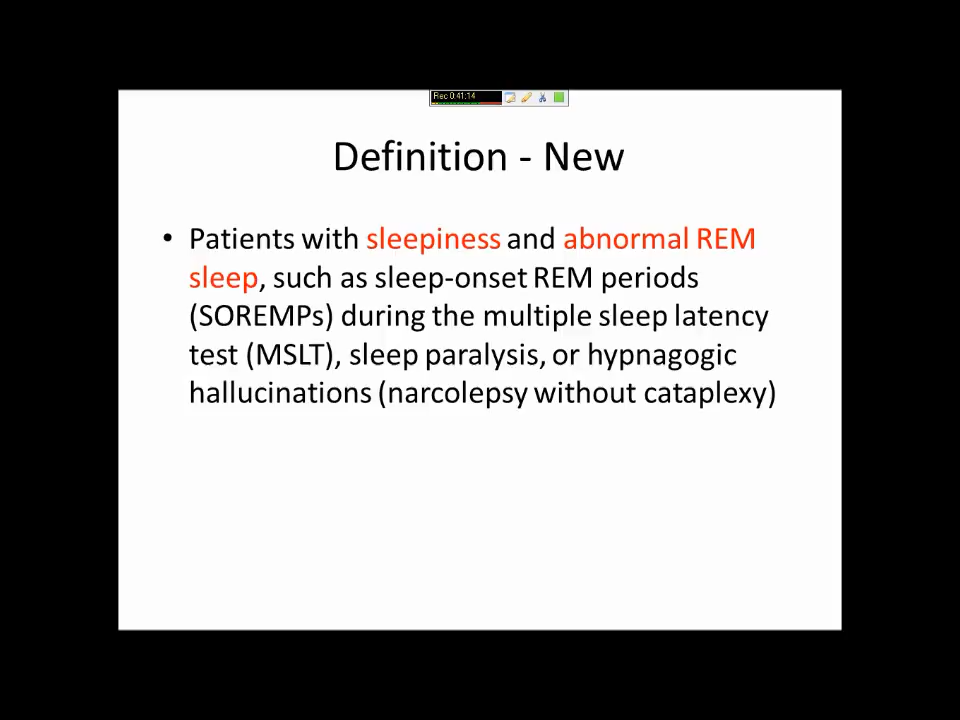 Rec 0:41:14
Definition - New
• Patients with sleepiness and abnormal REM
sleep, such as sleep-onset REM periods
(SOREMPs) during the multiple sleep latency
test (MSLT), sleep paralysis, or hypnagogic
hallucinations (narcolepsy without cataplexy)